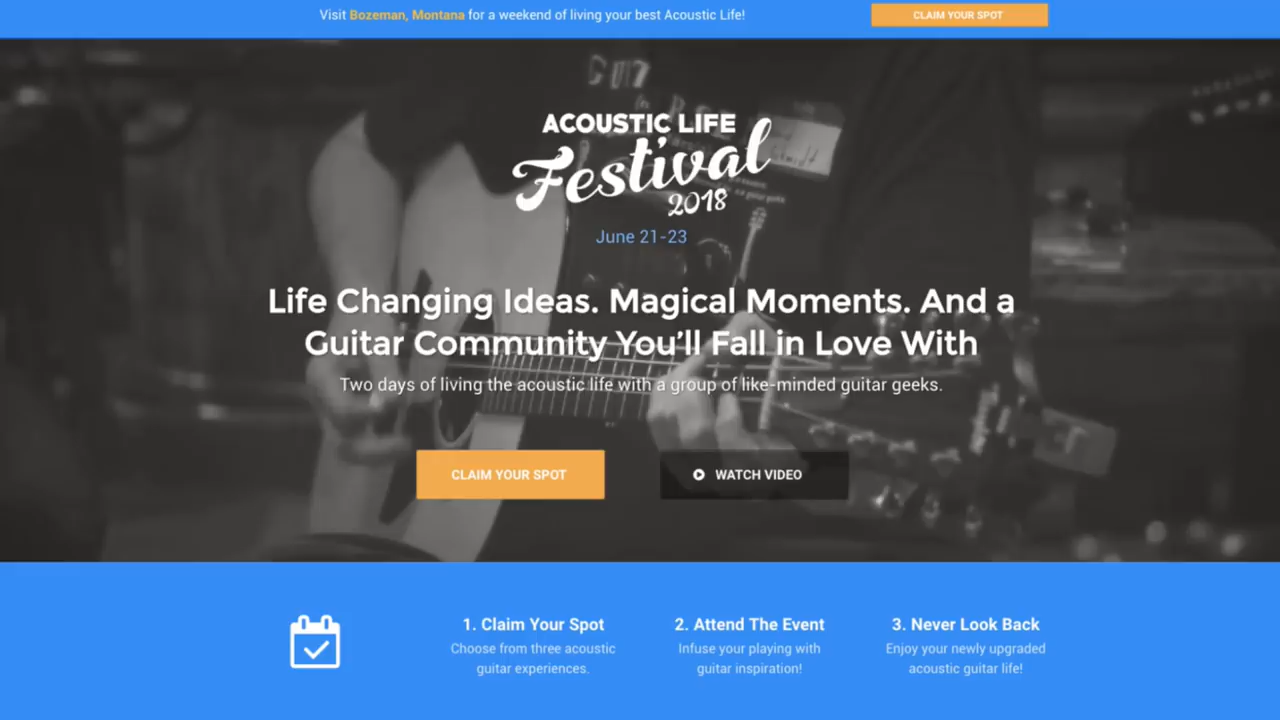 Visit Bozeman, Montana for a weekend of living your best Acoustic Life!
CLAIM YOUR SPOT
ACOUSTIC LIFE
Festival
2018
June 21-23
Life Changing Ideas. Magical Moments. And a
Guitar Community You'll Fall in Love With
Two days of living the acoustic life with a group of like-minded guitar geeks.
CLAIM YOUR SPOT
WATCH VIDEO
1. Claim Your Spot
Choose from three acoustic
guitar experiences.
2. Attend The Event
Infuse your playing with
guitar inspiration!
3. Never Look Back
Enjoy your newly upgraded
acoustic guitar life!